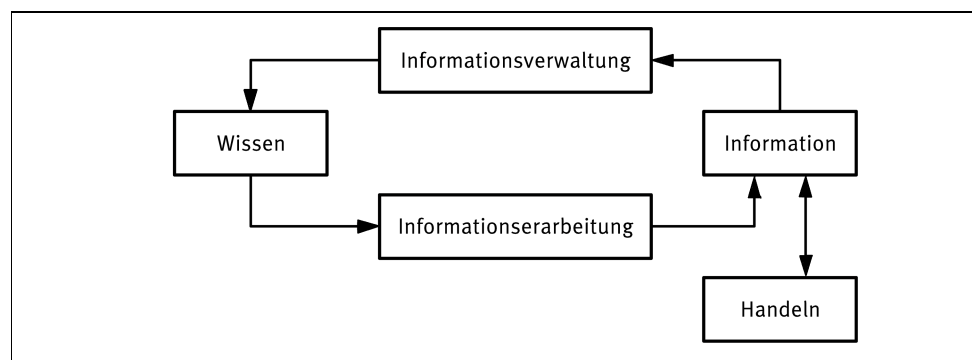 Informationsverwaltung
Wissen
Information
Informationserarbeitung
Handeln